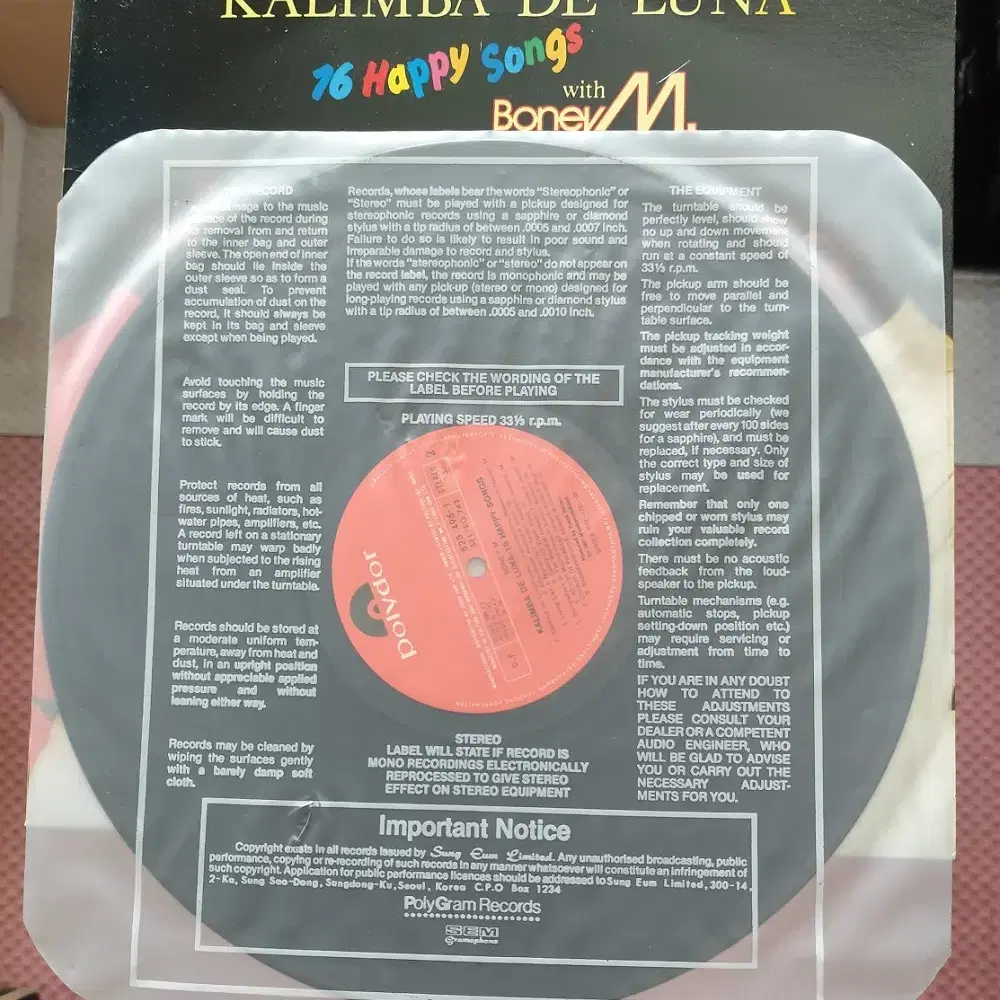 KALIMBA DE LUNA
16 Happy Songs
with
Boney M.
RECORD
damage to the music
of the record during
removal from and return
to the inner bag and outer
sleeve. The open end of inner
bag should lie inside the
outer sleeve so as to form a
dust seal. To prevent
accumulation of dust on the
record, it should always be
kept in its bag and sleeve
except when being played.
Avoid touching the music
surfaces by holding the
record by its edge. A finger
mark will be difficult to
remove and will cause dust
to stick.
Protect records from all
sources of heat, such as
fires, sunlight, radiators, hot-
water pipes, amplifiers, etc.
A record left on a stationary
turntable may warp badly
when subjected to the rising
heat from an amplifier
situated under the turntable.
Records should be stored at
a moderate uniform tem-
perature, away from heat and
dust, in an upright position
without appreciable applied
pressure and without
leaning either way.
Records may be cleaned by
wiping the surfaces gently
with a barely damp soft
cloth.
Records, whose labels bear the words "Stereophonic" or
"Stereo" must be played with a pickup designed for
stereophonic records using a sapphire or diamond
stylus with a tip radius of between .0005 and .0007 inch.
Failure to do so is likely to result in poor sound and
irreparable damage to record and stylus.
If the words "stereophonic" or "stereo" do not appear on
the record label, the record is monophonic and may be
played with any pick-up (stereo or mono) designed for
long-playing records using a sapphire or diamond stylus
with a tip radius of between .0005 and .0010 inch.
PLEASE CHECK THE WORDING OF THE
LABEL BEFORE PLAYING
PLAYING SPEED 33⅓ r.p.m.
polydor
STEREO 2
825 495-1
KALIMBA DE LUNA 16 HAPPY SONGS
STEREO
LABEL WILL STATE IF RECORD IS
MONO RECORDINGS ELECTRONICALLY
REPROCESSED TO GIVE STEREO
EFFECT ON STEREO EQUIPMENT
THE EQUIPMENT
The turntable should be
perfectly level, should show
no up and down movement
when rotating and should
run at a constant speed of
33⅓ r.p.m.
The pickup arm should be
free to move parallel and
perpendicular to the turn-
table surface.
The pickup tracking weight
must be adjusted in accor-
dance with the equipment
manufacturer's recommen-
dations.
The stylus must be checked
for wear periodically (we
suggest after every 100 sides
for a sapphire), and must be
replaced, if necessary. Only
the correct type and size of
stylus may be used for
replacement.
Remember that only one
chipped or worn stylus may
ruin your valuable record
collection completely.
There must be no acoustic
feedback from the loud-
speaker to the pickup.
Turntable mechanisms (e.g.
automatic stops, pickup
setting-down position etc.)
may require servicing or
adjustment from time to
time.
IF YOU ARE IN ANY DOUBT
HOW TO ATTEND TO
THESE ADJUSTMENTS
PLEASE CONSULT YOUR
DEALER OR A COMPETENT
AUDIO ENGINEER, WHO
WILL BE GLAD TO ADVISE
YOU OR CARRY OUT THE
NECESSARY ADJUST-
MENTS FOR YOU.
Important Notice
Copyright exists in all records issued by Sung Eum Limited. Any unauthorised broadcasting, public
performance, copying or re-recording of such records in any manner whatsoever will constitute an infringement of
such copyright. Application for public performance licences should be addressed to Sung Eum Limited, 300-14,
2-Ka, Sung Soo-Dong, Sungdong-Ku, Seoul, Korea C.P.O Box 1234
PolyGram Records
SEM
Gramophone